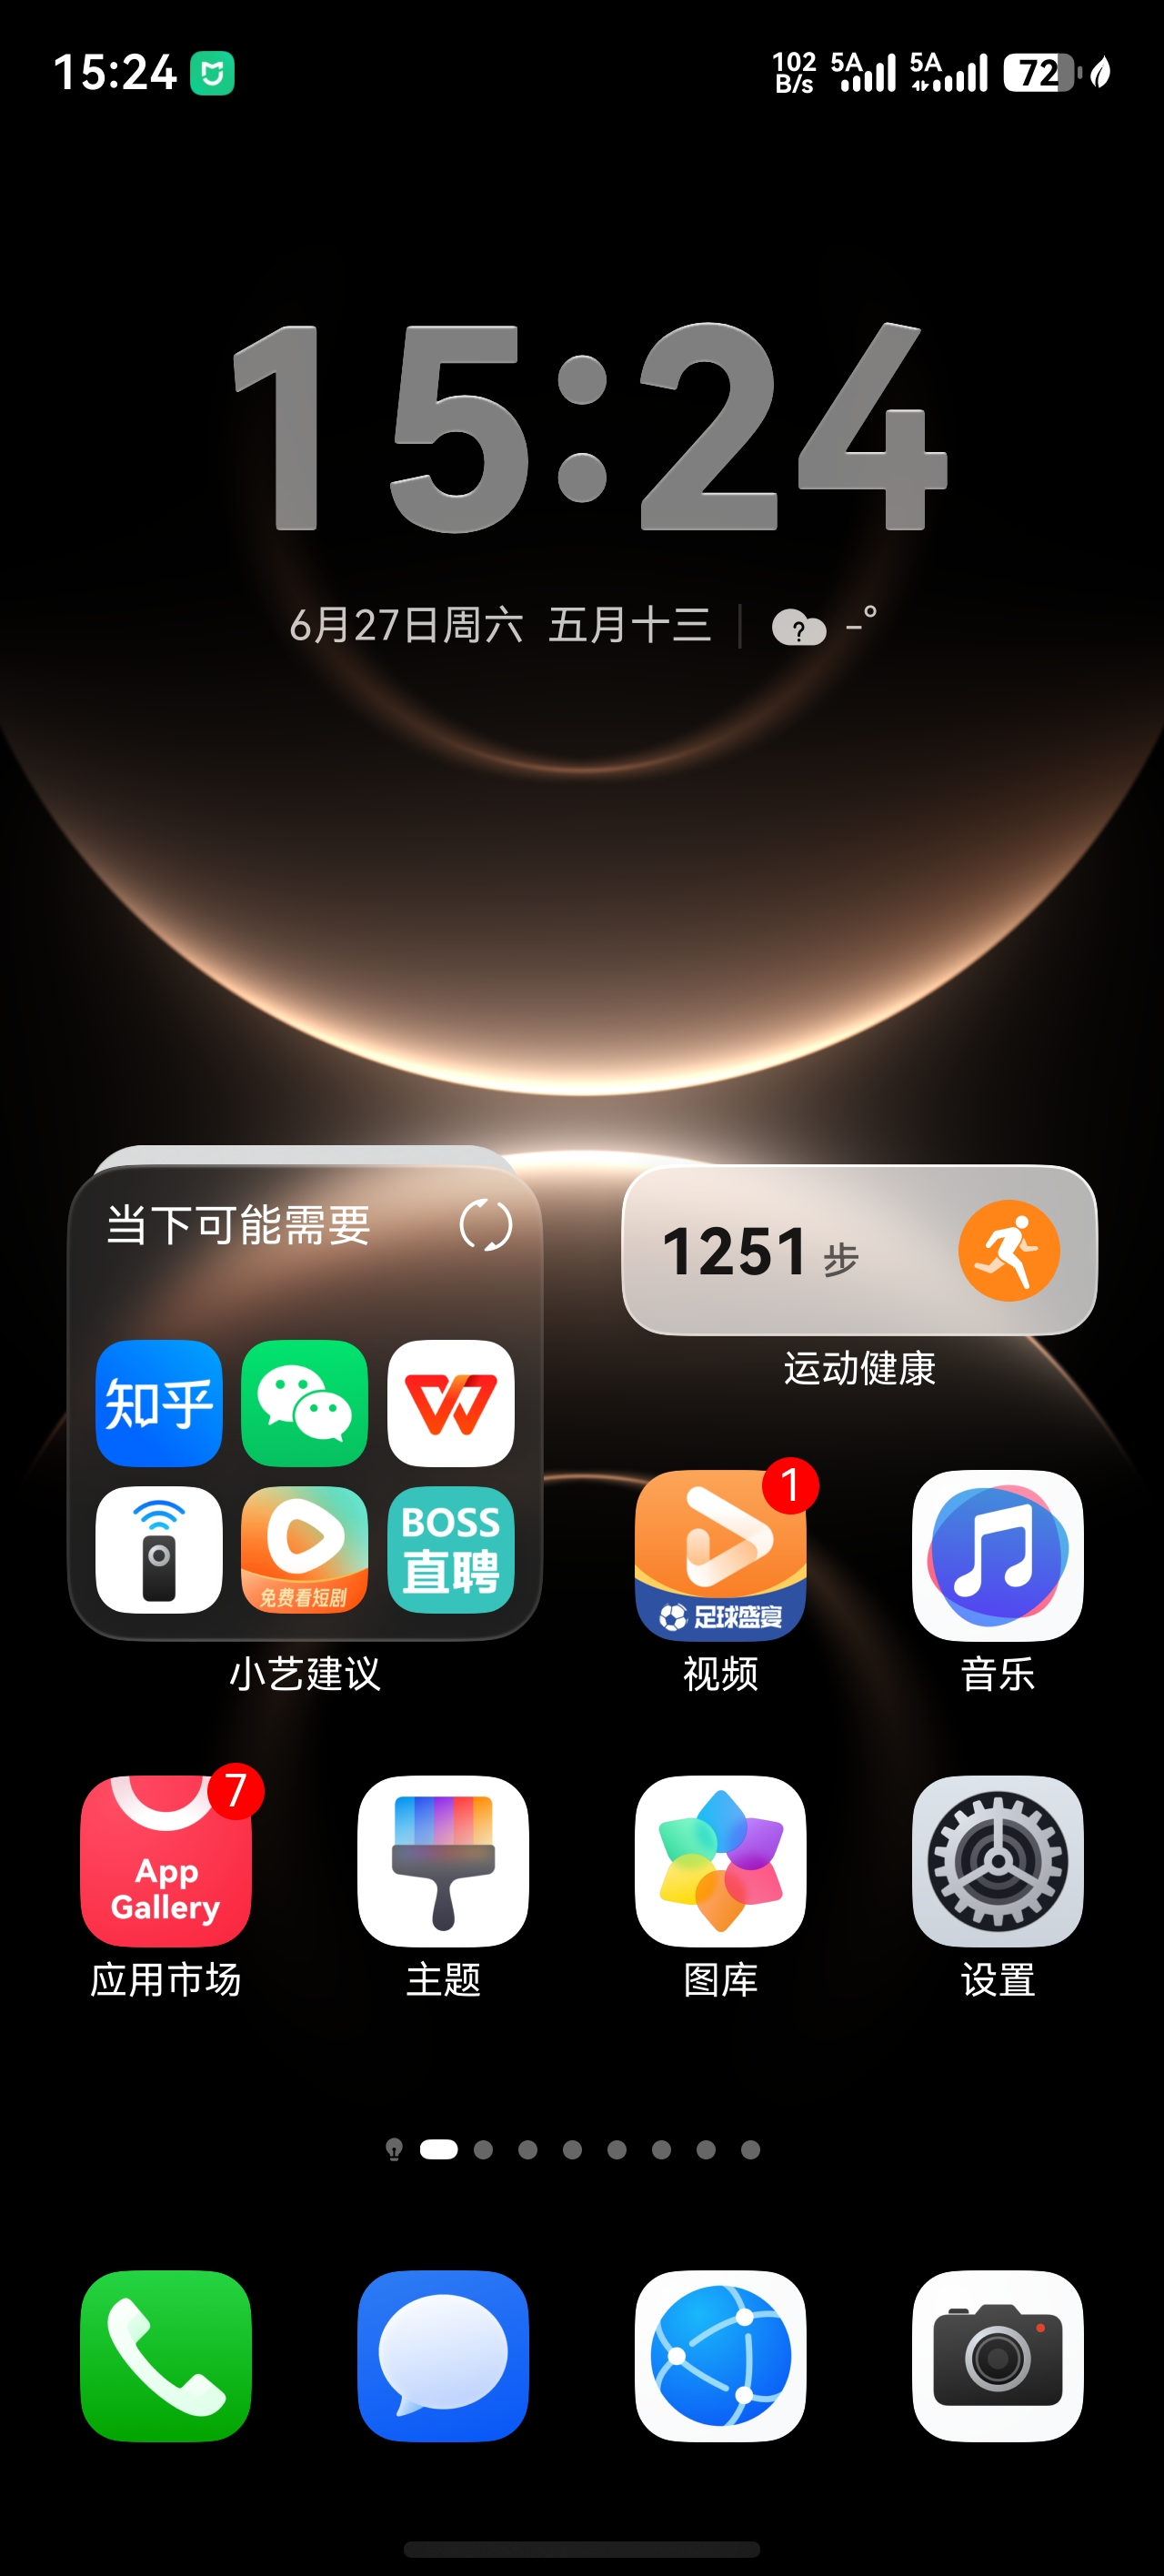 15:24
102 B/s 5A 5A 72
15:24
6月27日周六 五月十三 ? -°
当下可能需要
1251 步
运动健康
知乎
免费看短剧
BOSS
直聘
1
足球盛宴
小艺建议 视频 音乐
7
App
Gallery
应用市场 主题 图库 设置